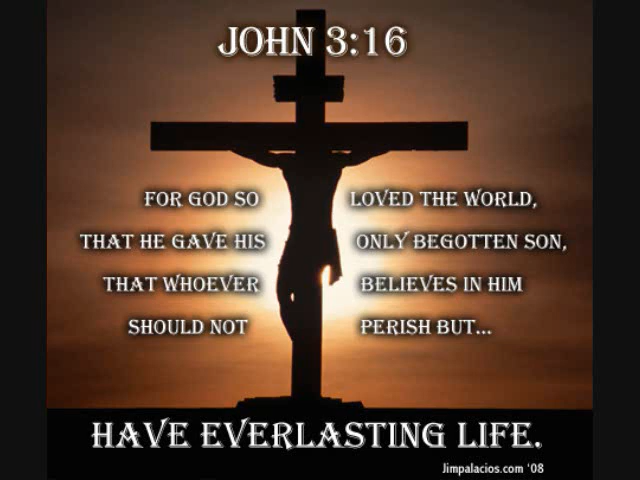 JOHN 3:16
FOR GOD SO LOVED THE WORLD,
THAT HE GAVE HIS ONLY BEGOTTEN SON,
THAT WHOEVER BELIEVES IN HIM
SHOULD NOT PERISH BUT...
HAVE EVERLASTING LIFE.
Jimpalacios.com '08